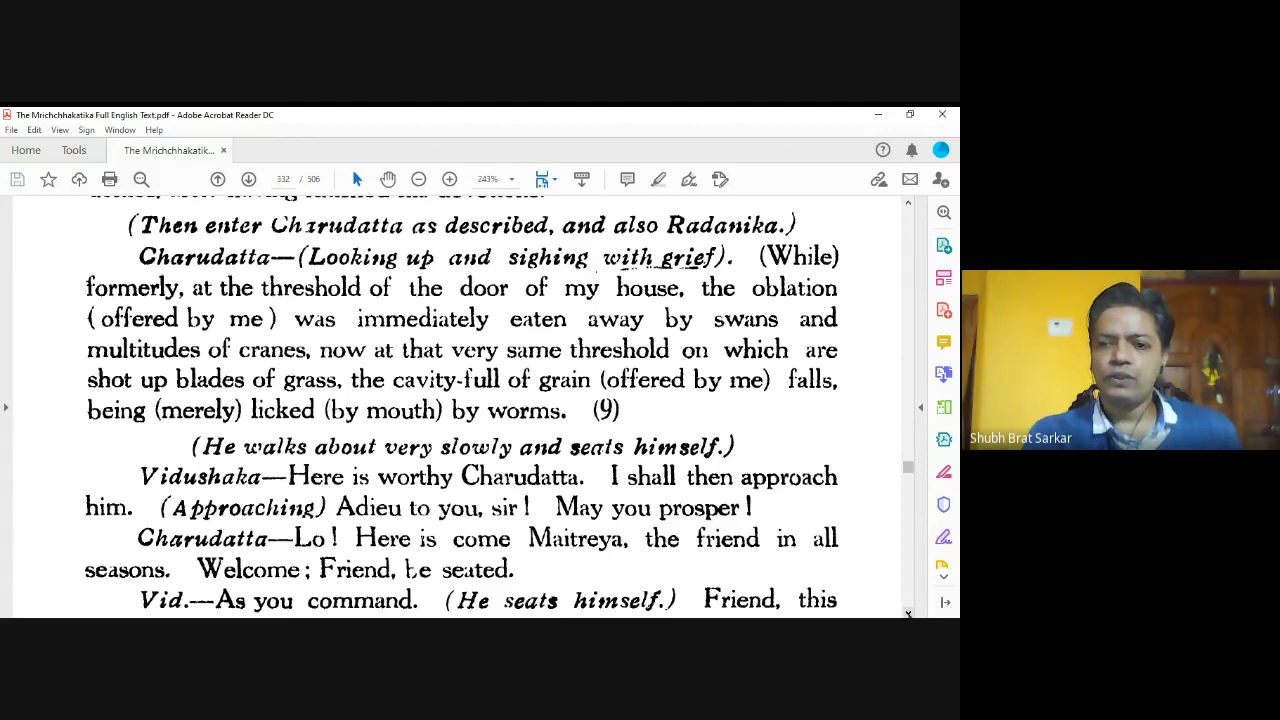 The Mrichchhakatika Full English Text.pdf - Adobe Acrobat Reader DC
File Edit View Sign Window Help
Home Tools The Mrichchhakatik... ×
332 / 506 243%
(Then enter Charudatta as described, and also Radanika.)
Charudatta—(Looking up and sighing with grief). (While)
formerly, at the threshold of the door of my house, the oblation
(offered by me) was immediately eaten away by swans and
multitudes of cranes, now at that very same threshold on which are
shot up blades of grass, the cavity-full of grain (offered by me) falls,
being (merely) licked (by mouth) by worms. (9)
(He walks about very slowly and seats himself.)
Vidushaka—Here is worthy Charudatta. I shall then approach
him. (Approaching) Adieu to you, sir! May you prosper!
Charudatta—Lo! Here is come Maitreya, the friend in all
seasons. Welcome; Friend, be seated.
Vid.—As you command. (He seats himself.) Friend, this
Shubh Brat Sarkar